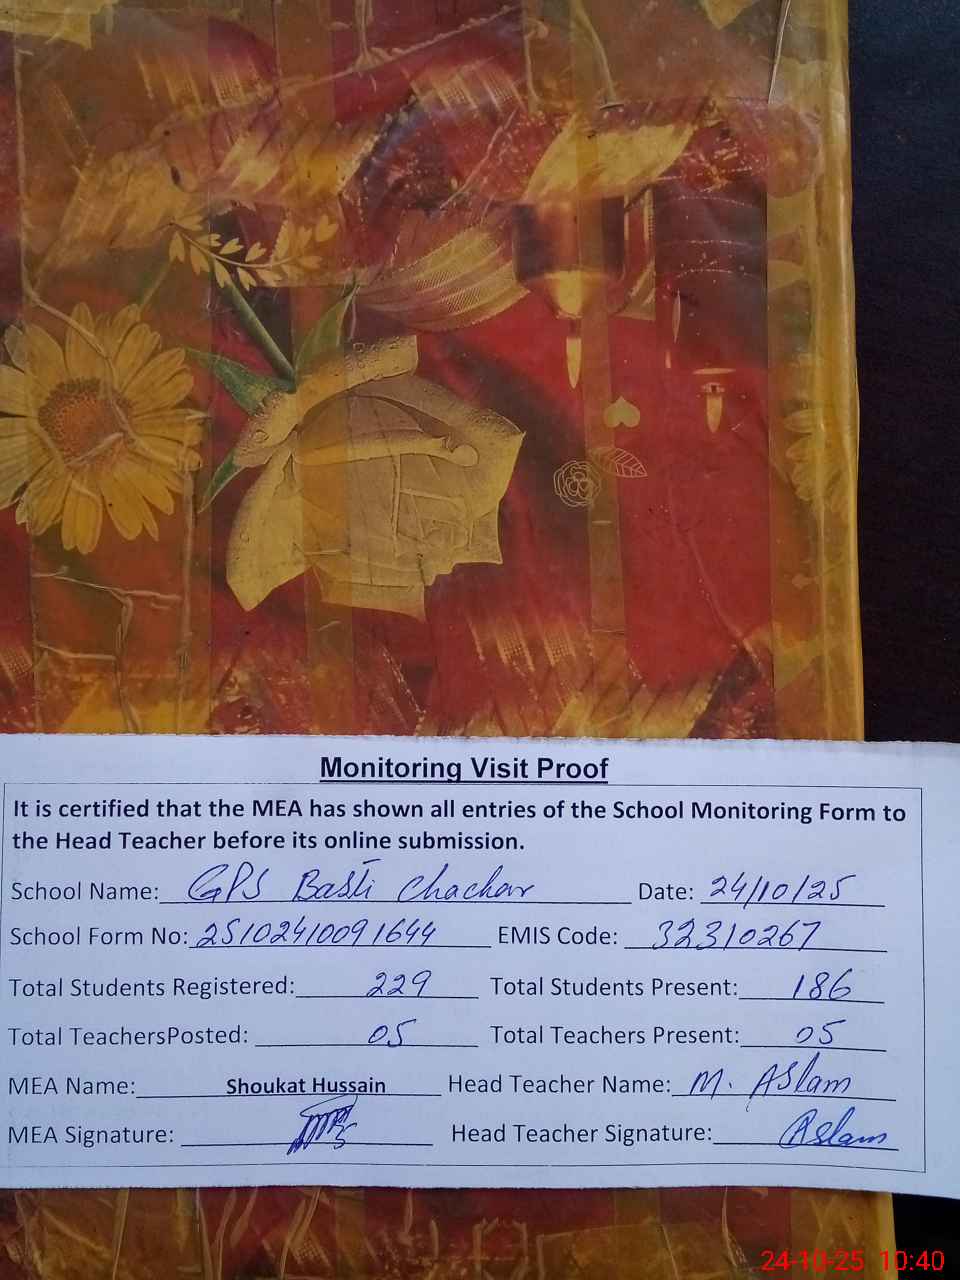 Monitoring Visit Proof
It is certified that the MEA has shown all entries of the School Monitoring Form to
the Head Teacher before its online submission.
School Name: GPS Basti Chachar Date: 24/10/25
School Form No: 25102410091644 EMIS Code: 32310267
Total Students Registered: 229 Total Students Present: 186
Total TeachersPosted: 05 Total Teachers Present: 05
MEA Name: Shoukat Hussain Head Teacher Name: M. Aslam
MEA Signature: Head Teacher Signature: Aslam
24-10-25 10:40